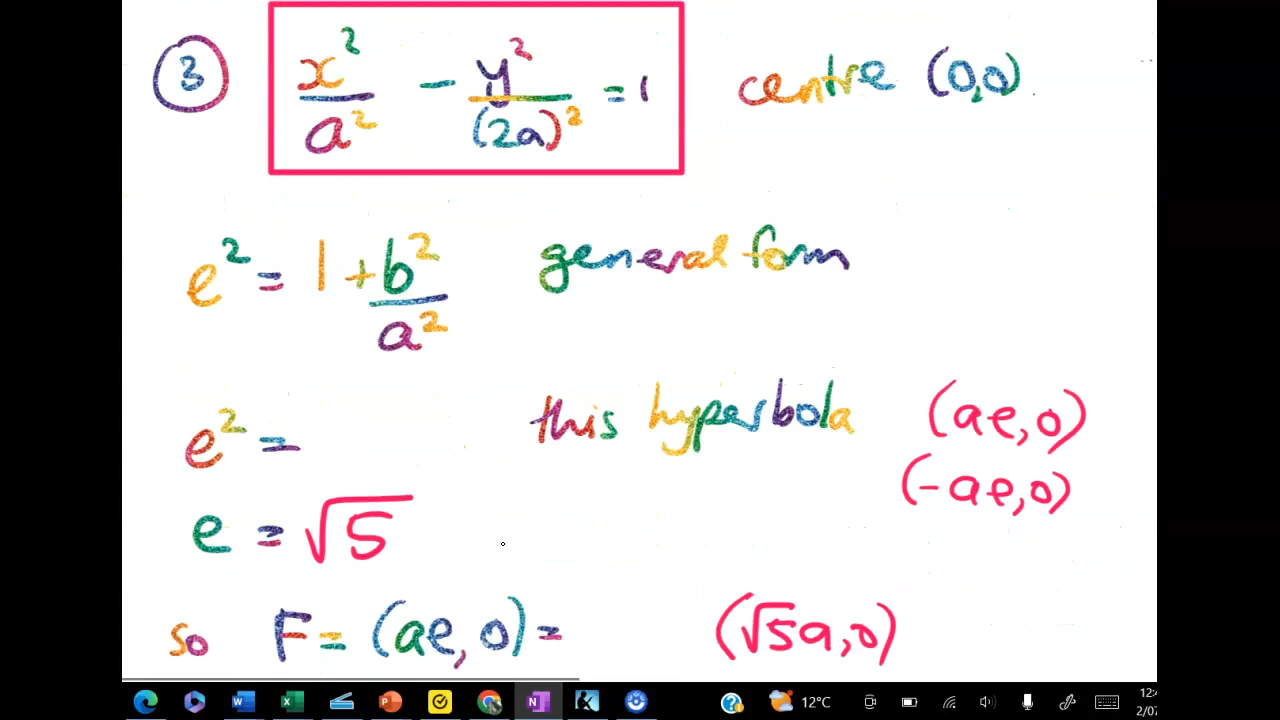 3 x²/a² - y²/(2a)² = 1 centre (0,0)
e² = 1 + b²/a² general form
e² = this hyperbola (ae,0)
(-ae,0)
e = √5
so F = (ae,0) = (√5a,0)
12°C